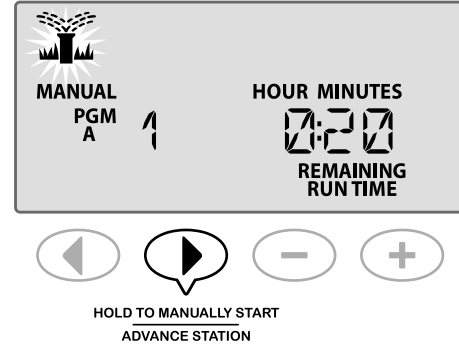 MANUAL
HOUR MINUTES
PGM
A
1
0:20
REMAINING
RUN TIME
HOLD TO MANUALLY START
ADVANCE STATION